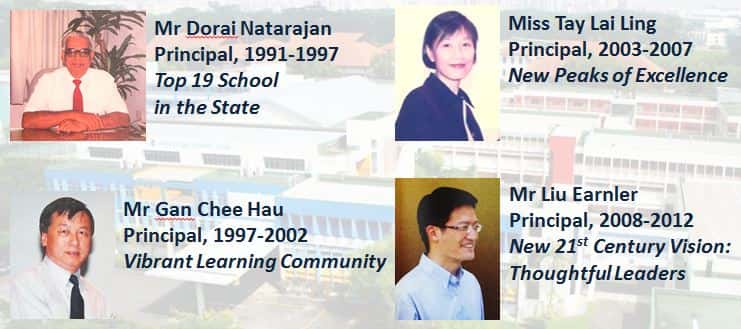 Mr Dorai Natarajan
Principal, 1991-1997
Top 19 School
in the State
Miss Tay Lai Ling
Principal, 2003-2007
New Peaks of Excellence
Mr Gan Chee Hau
Principal, 1997-2002
Vibrant Learning Community
Mr Liu Earnler
Principal, 2008-2012
New 21st Century Vision:
Thoughtful Leaders